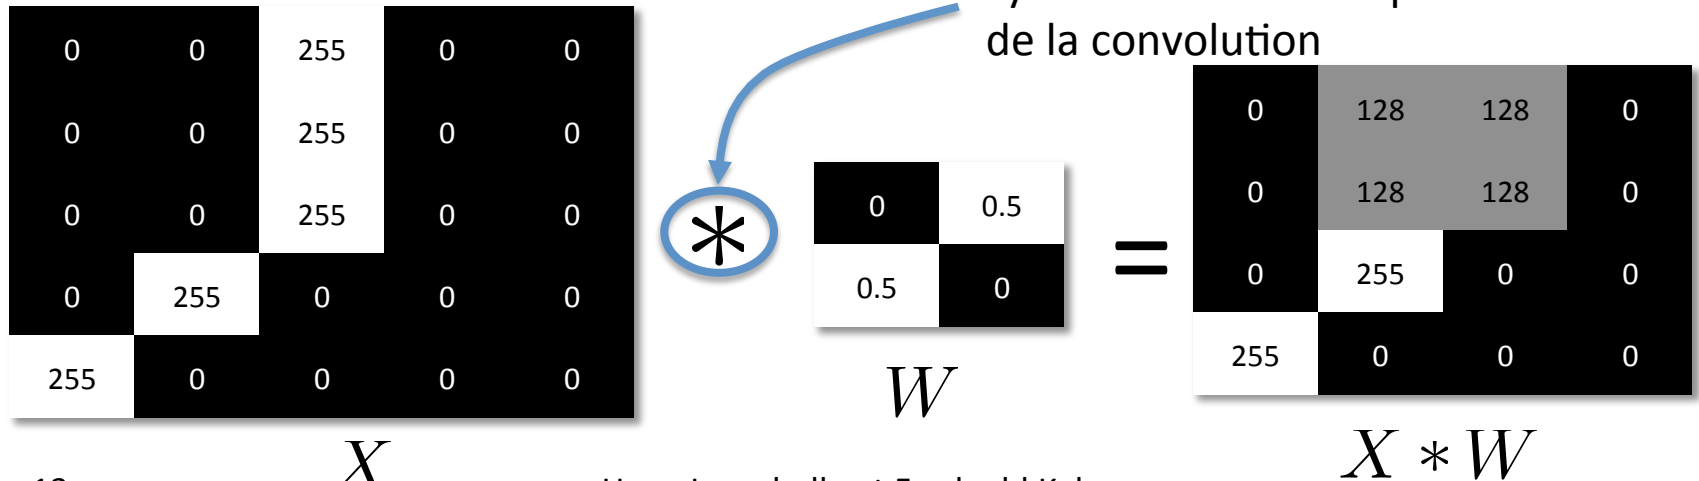 de la convolution
0 0 255 0 0
0 0 255 0 0
0 0 255 0 0
0 255 0 0 0
255 0 0 0 0
X
*
0 0.5
0.5 0
W
=
0 128 128 0
0 128 128 0
0 255 0 0
255 0 0 0
X * W